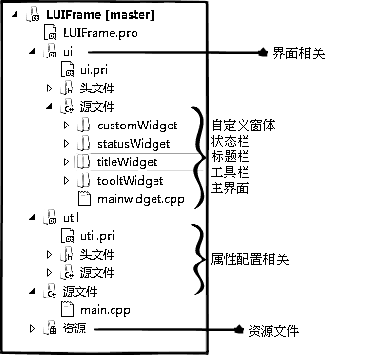 LUIFrame [master]
LUIFrame.pro
ui
界面相关
ui.pri
头文件
源文件
customWidget
自定义窗体
statusWidget
状态栏
titleWidget
标题栏
tooltWidget
工具栏
mainwidget.cpp
主界面
util
util.pri
头文件
属性配置相关
源文件
源文件
main.cpp
资源
资源文件